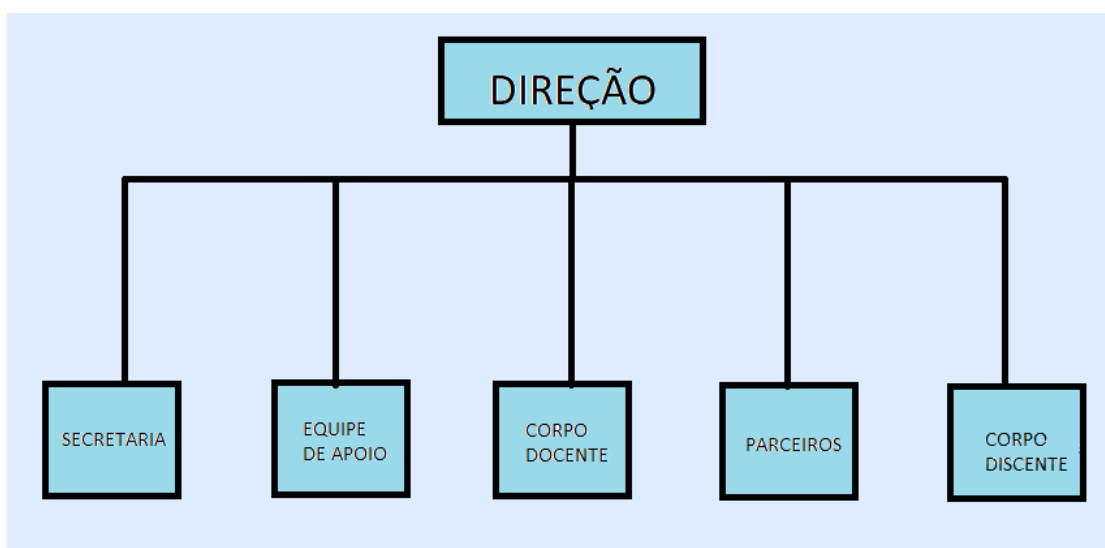 DIREÇÃO
SECRETARIA
EQUIPE
DE APOIO
CORPO
DOCENTE
PARCEIROS
CORPO
DISCENTE